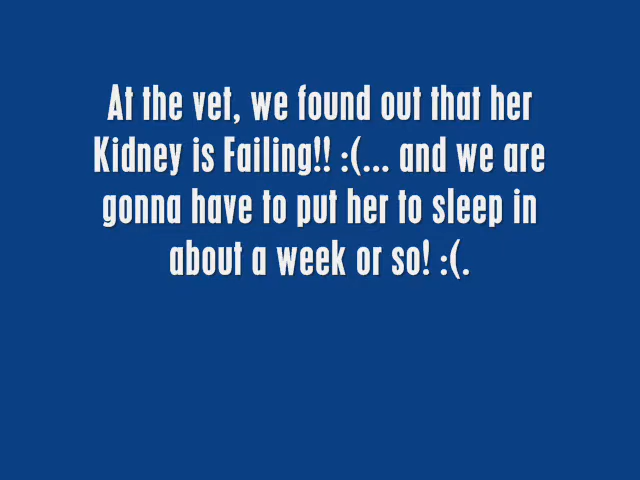 At the vet, we found out that her
Kidney is Failing!! :(... and we are
gonna have to put her to sleep in
about a week or so! :(.